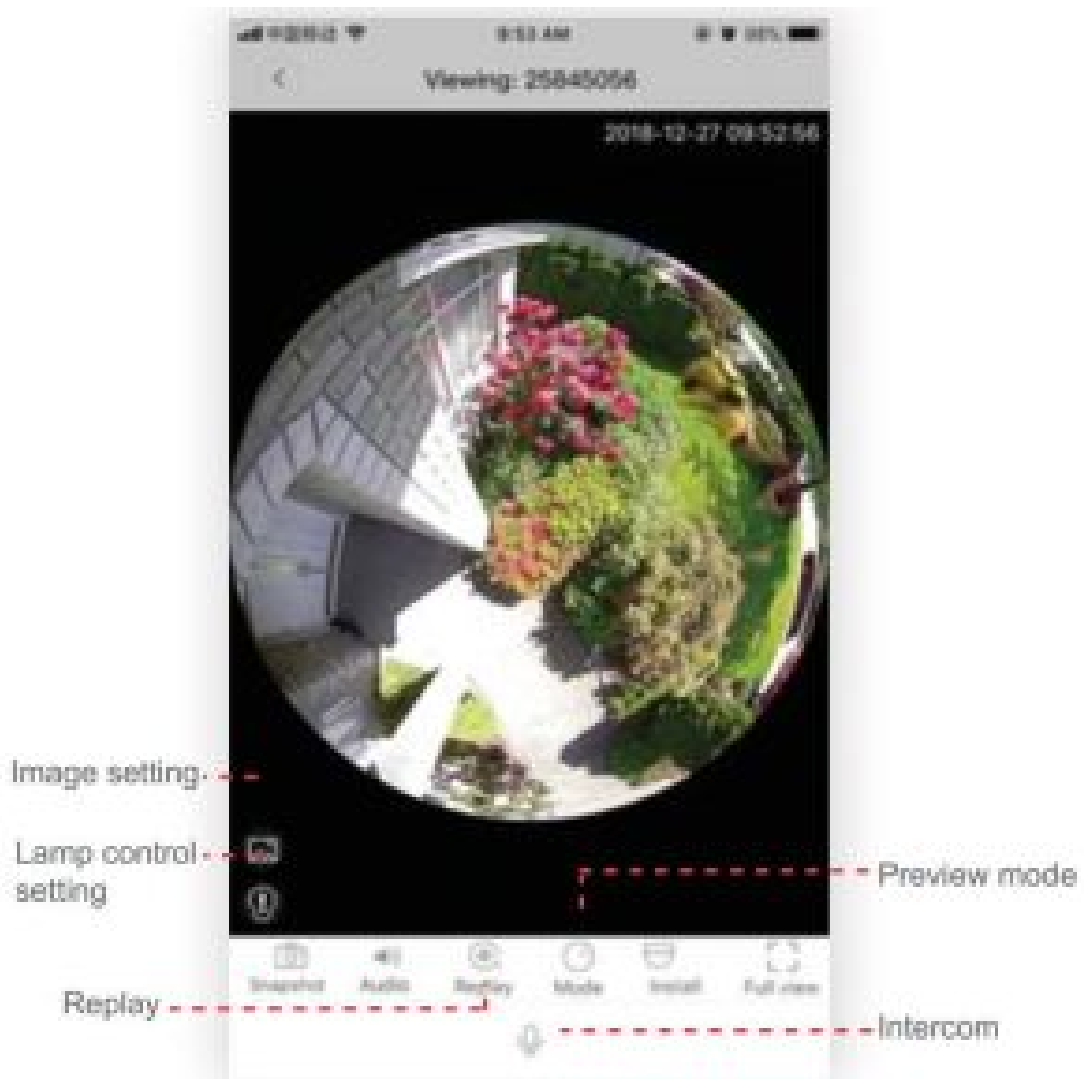 9:53 AM
Viewing: 25845056
2018-12-27 09:52:56
Image setting
Lamp control
setting
Preview mode
Snapshot Audio Replay Mode Install Full view
Replay
Intercom